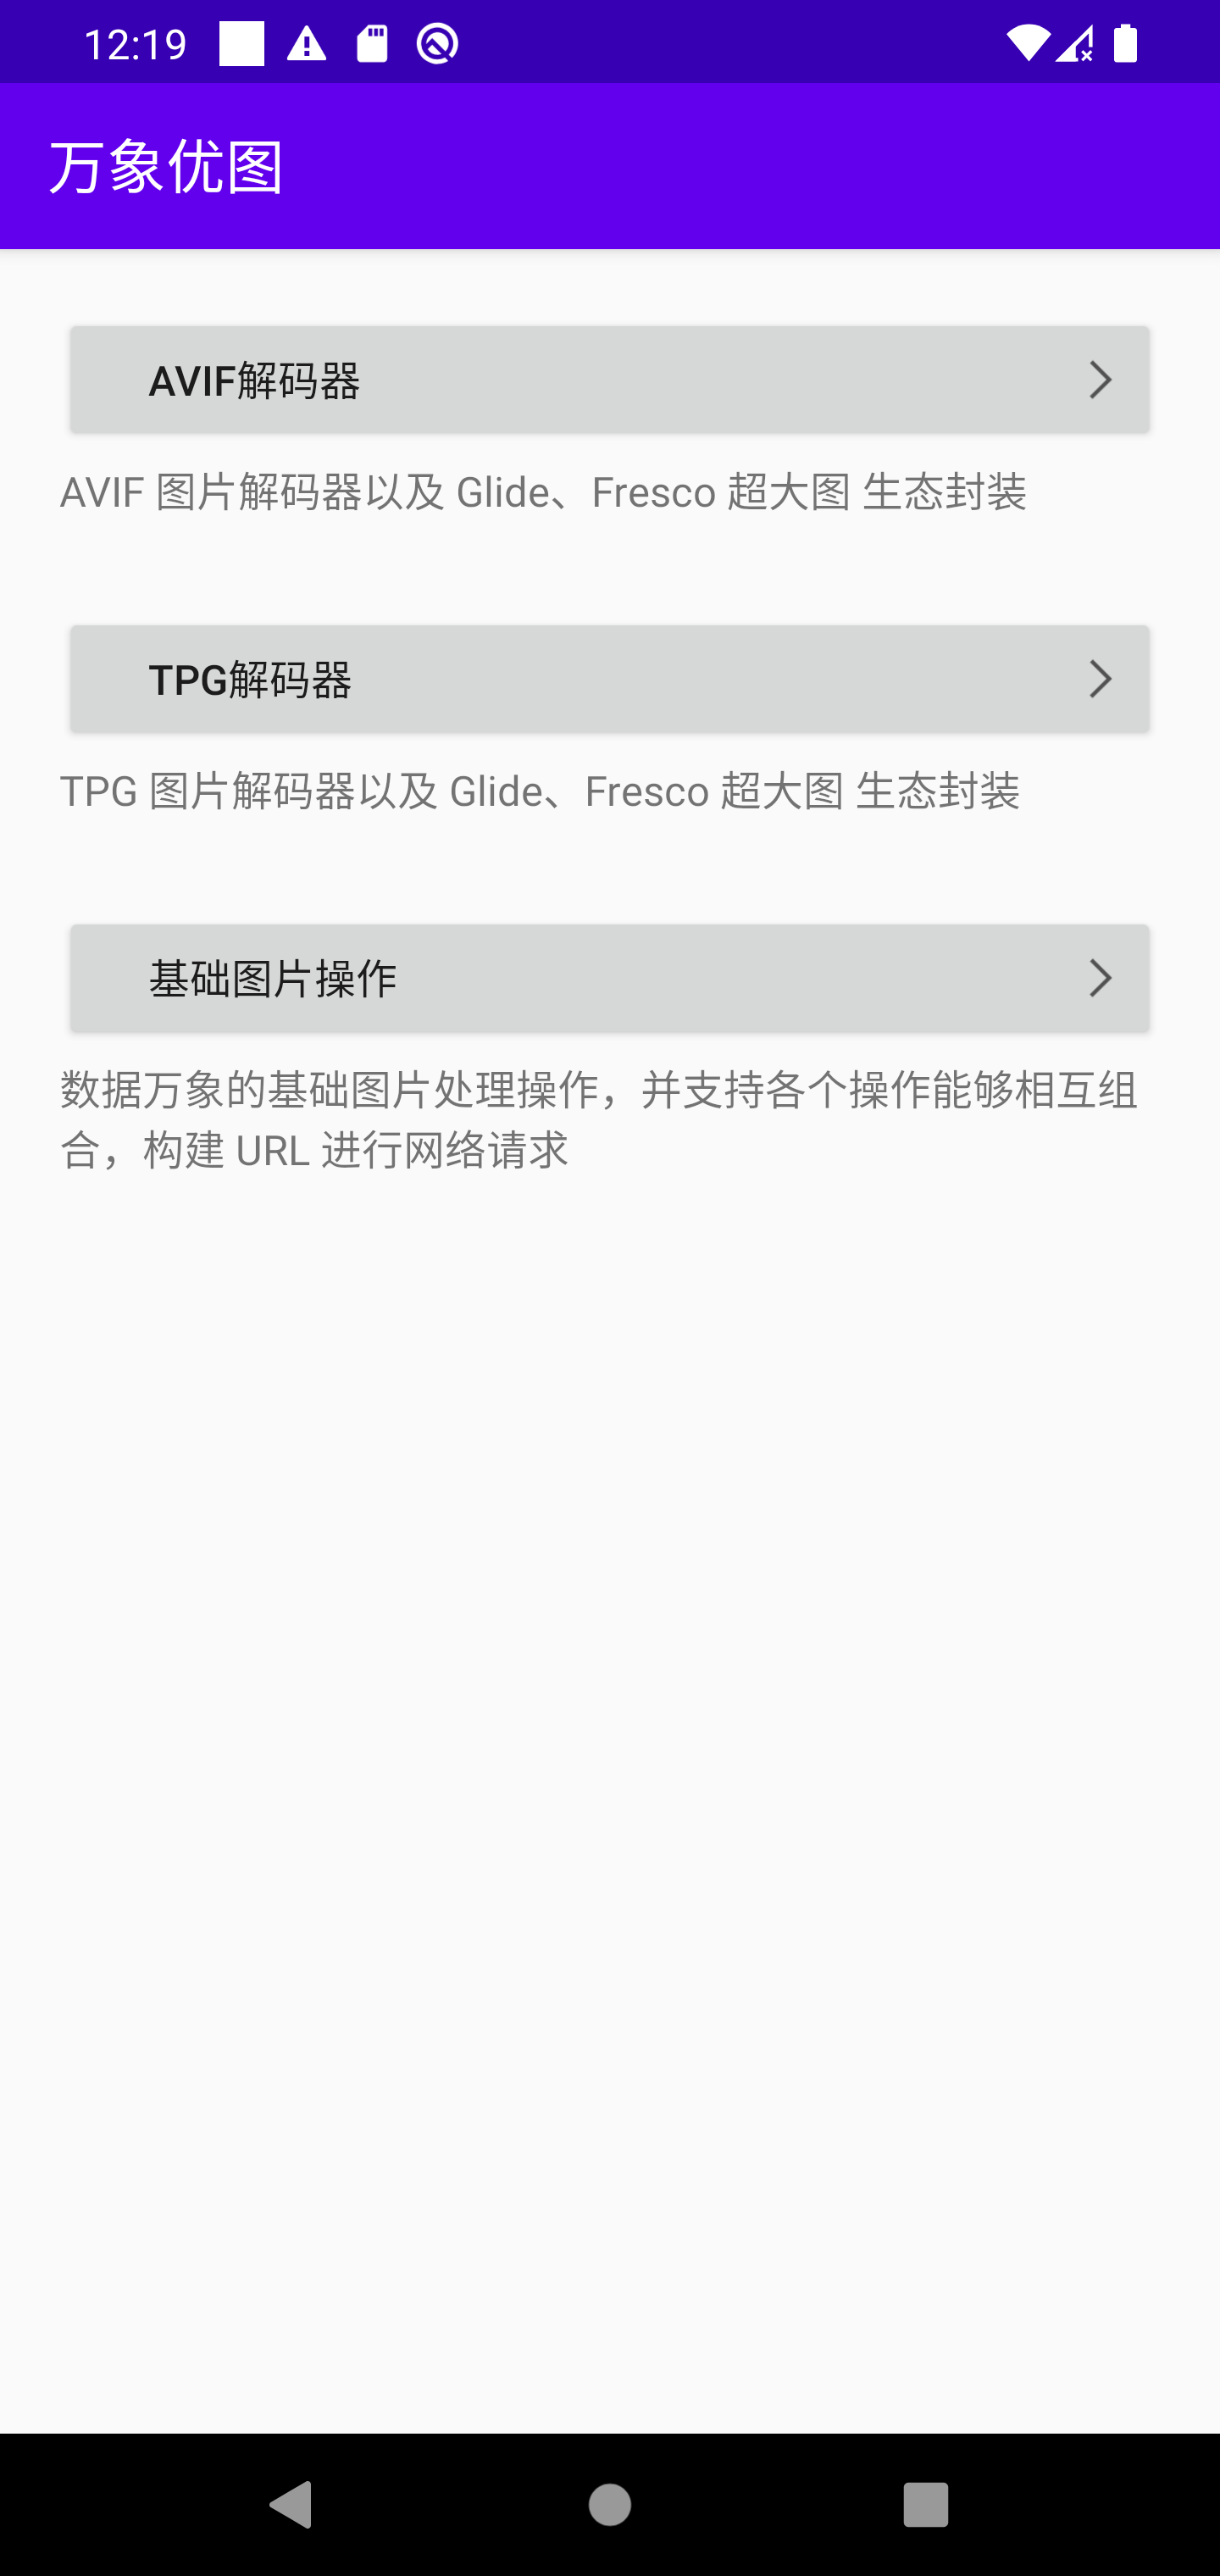 12:19
万象优图
AVIF解码器
AVIF 图片解码器以及 Glide、Fresco 超大图 生态封装
TPG解码器
TPG 图片解码器以及 Glide、Fresco 超大图 生态封装
基础图片操作
数据万象的基础图片处理操作，并支持各个操作能够相互组
合，构建 URL 进行网络请求